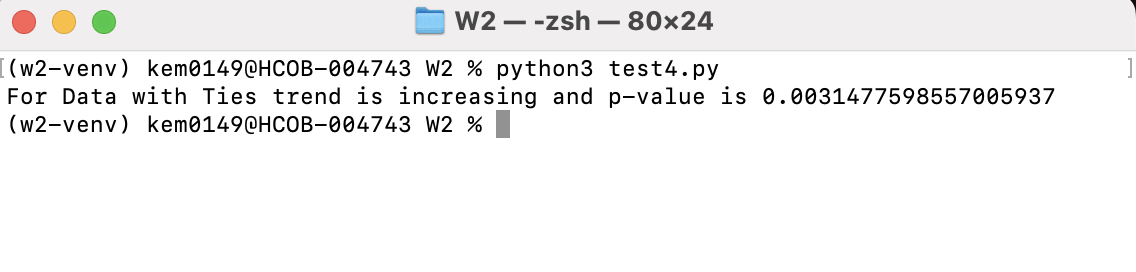 W2 — -zsh — 80×24
(w2-venv) kem0149@HCOB-004743 W2 % python3 test4.py
For Data with Ties trend is increasing and p-value is 0.0031477598557005937
(w2-venv) kem0149@HCOB-004743 W2 %